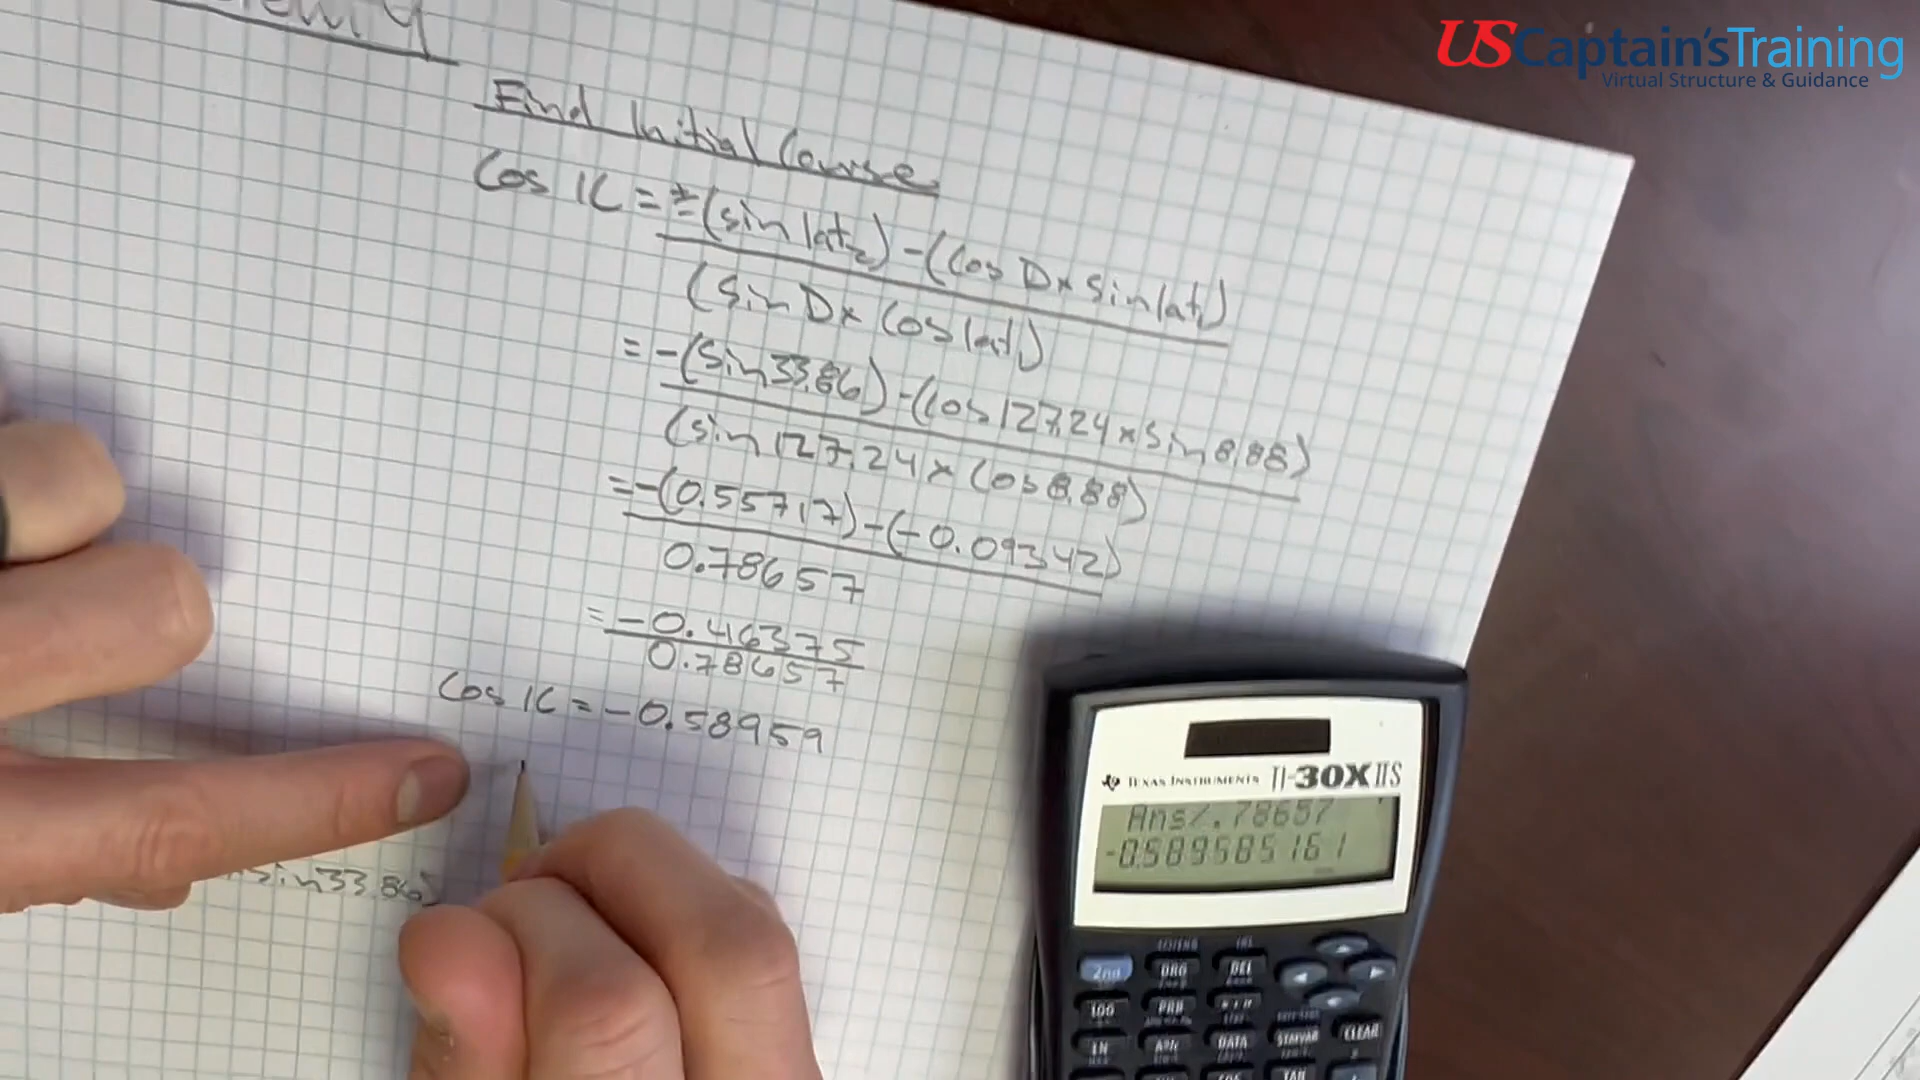 USCaptain'sTraining
Virtual Structure & Guidance
Find Initial Course
Cos IC = ±(sin lat₂) - (Cos D x Sin lat₁)
(Sin D x Cos lat₁)
= -(Sin 33.86) - (Cos 127.24 x Sin 8.88)
(Sin 127.24 x Cos 8.88)
= -(0.55717) - (-0.09342)
0.78657
= -0.46375
0.78657
Cos IC = -0.58959
sin 33.86)
TEXAS INSTRUMENTS TI-30X IIS
Ans/.78657
-0.589585161
2nd DRG DEL
LOG PRB
LN DATA STATVAR CLEAR
TAN